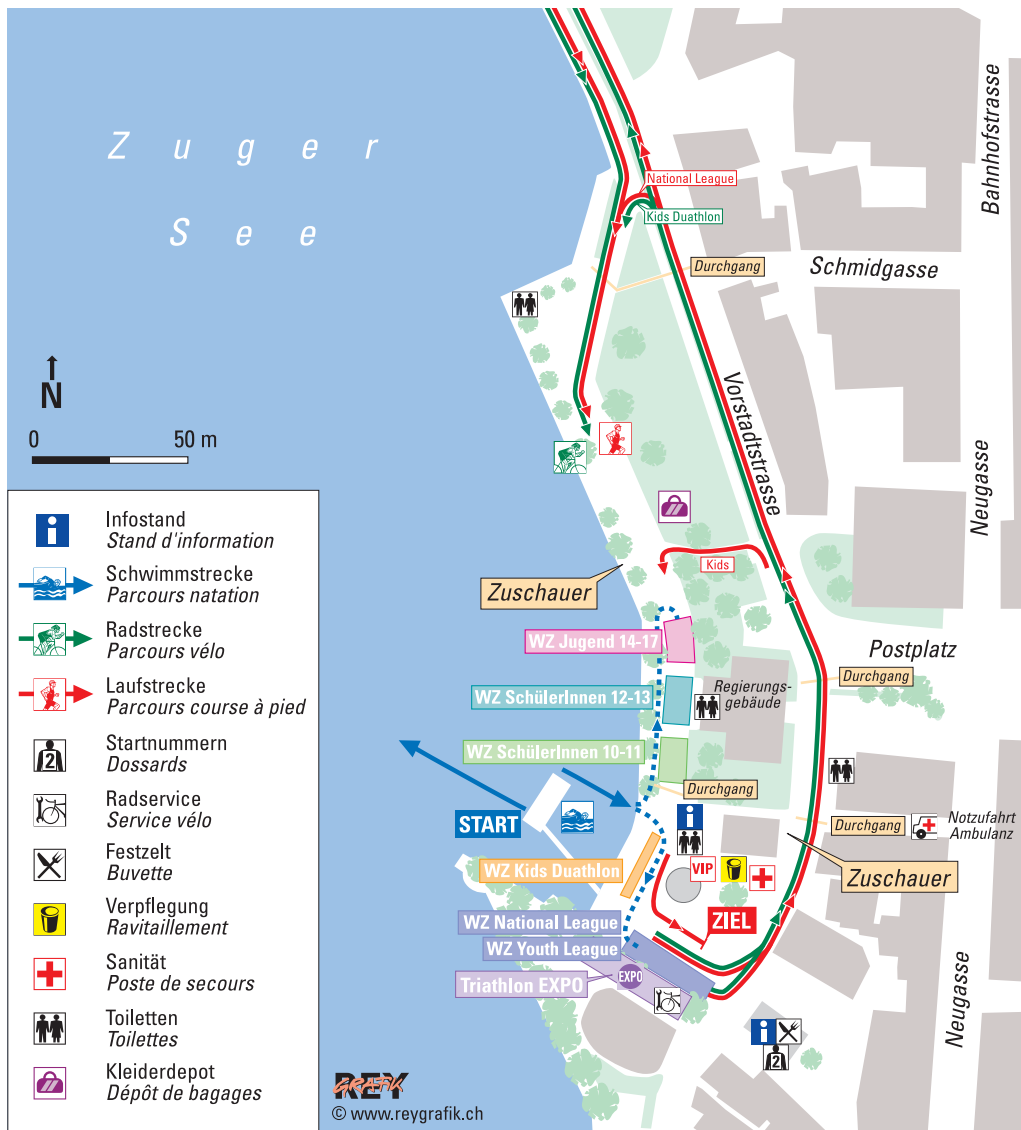 Zuger
See
N
0 50 m
Bahnhofstrasse
National League
Kids Duathlon
Durchgang
Schmidgasse
Vorstadtstrasse
Neugasse
Kids
Zuschauer
WZ Jugend 14-17
Postplatz
Durchgang
Regierungs-
gebäude
WZ SchülerInnen 12-13
WZ SchülerInnen 10-11
Durchgang
START
i
Durchgang
Notzufahrt
Ambulanz
VIP
WZ Kids Duathlon
Zuschauer
WZ National League
ZIEL
WZ Youth League
Triathlon EXPO
EXPO
Neugasse
i
2
i
Infostand
Stand d'information
Schwimmstrecke
Parcours natation
Radstrecke
Parcours vélo
Laufstrecke
Parcours course à pied
2
Startnummern
Dossards
Radservice
Service vélo
Festzelt
Buvette
Verpflegung
Ravitaillement
Sanität
Poste de secours
Toiletten
Toilettes
Kleiderdepot
Dépôt de bagages
REY
GRAFIK
© www.reygrafik.ch